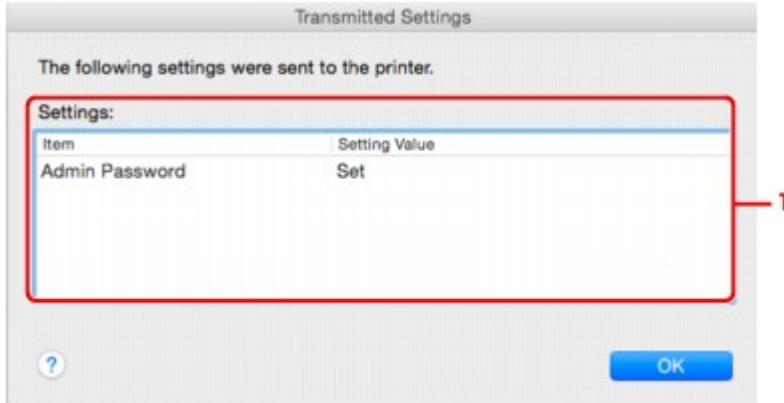 Transmitted Settings
The following settings were sent to the printer.
Settings:
Item Setting Value
Admin Password Set
1
?
OK